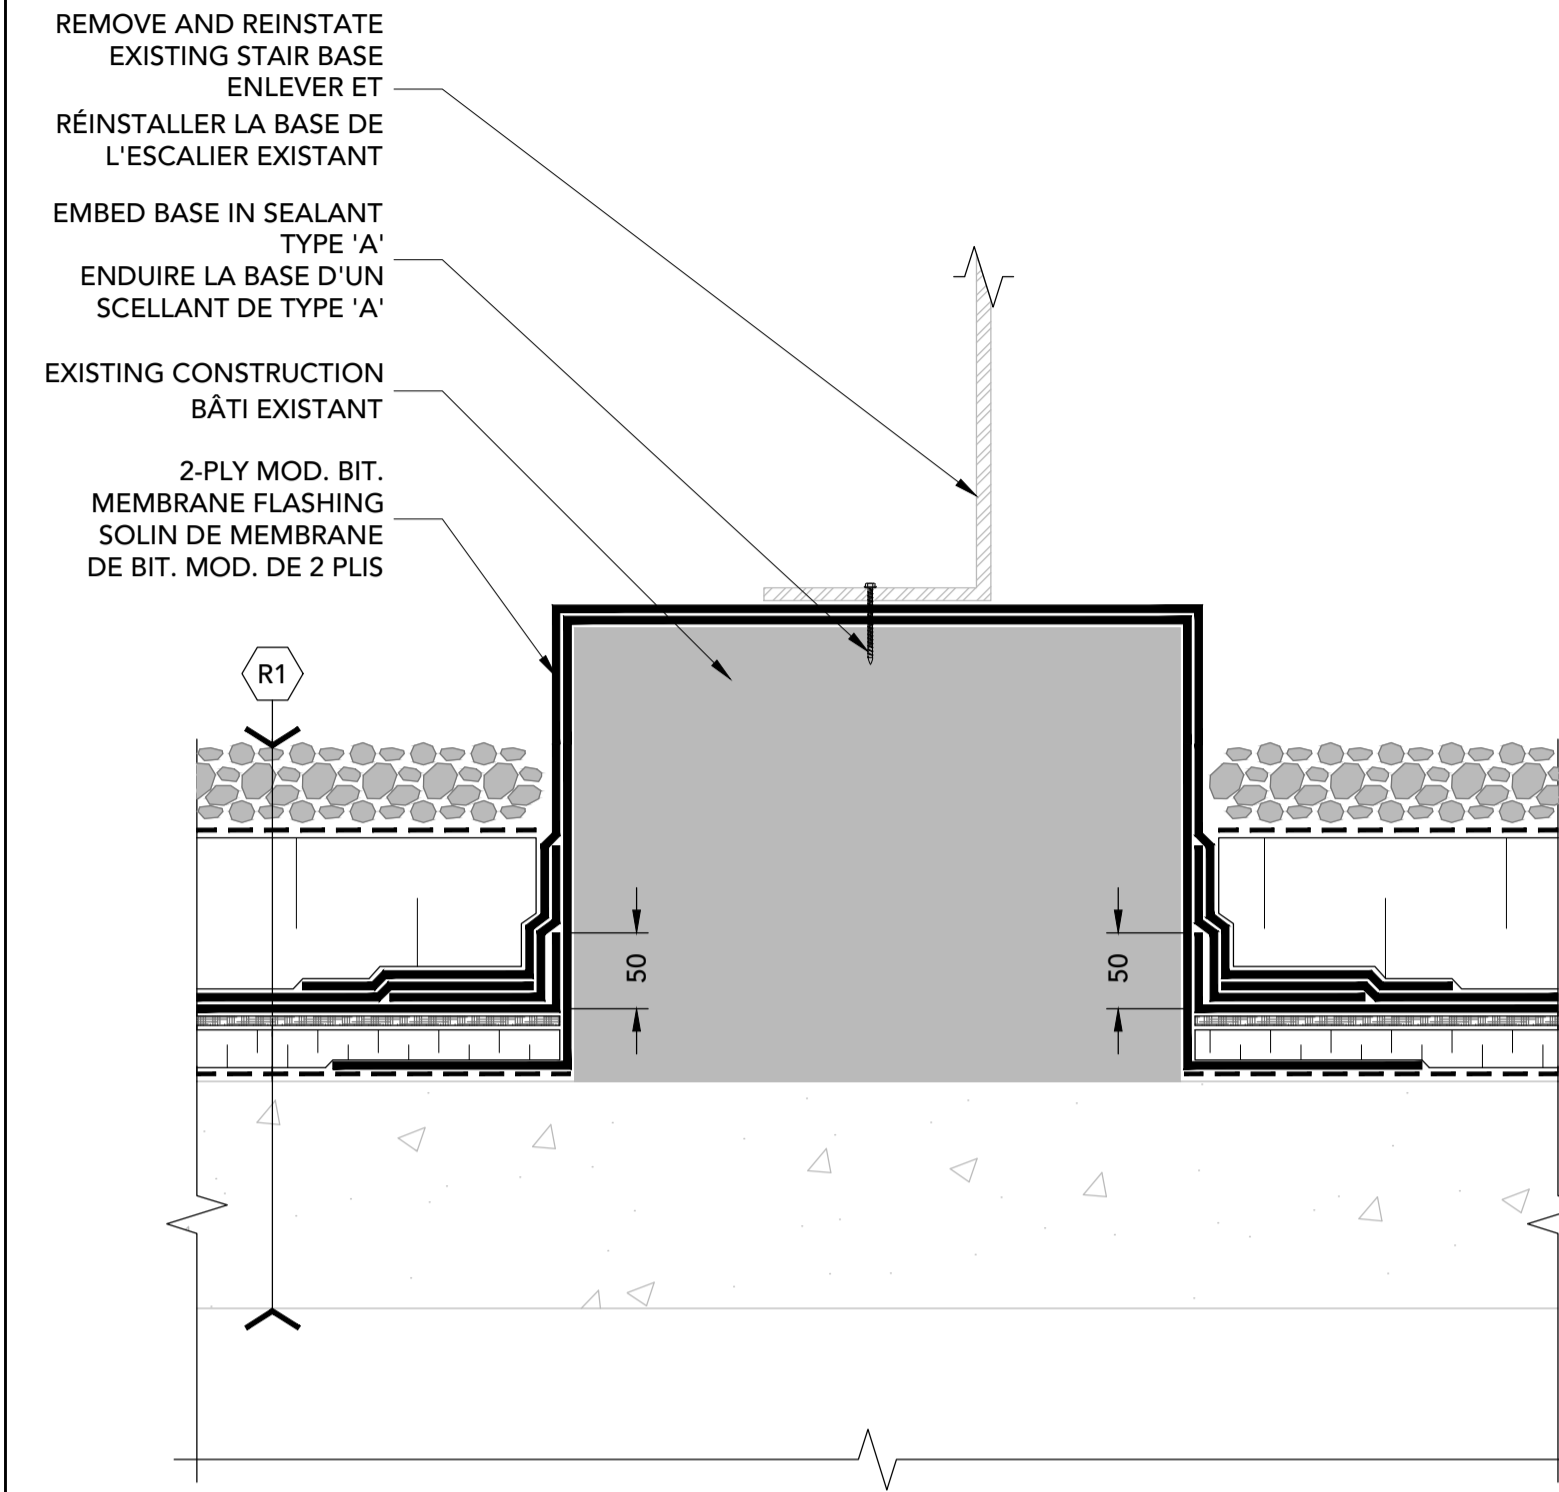 REMOVE AND REINSTATE
EXISTING STAIR BASE
ENLEVER ET
RÉINSTALLER LA BASE DE
L'ESCALIER EXISTANT
EMBED BASE IN SEALANT
TYPE 'A'
ENDUIRE LA BASE D'UN
SCELLANT DE TYPE 'A'
EXISTING CONSTRUCTION
BÂTI EXISTANT
2-PLY MOD. BIT.
MEMBRANE FLASHING
SOLIN DE MEMBRANE
DE BIT. MOD. DE 2 PLIS
R1
50
50